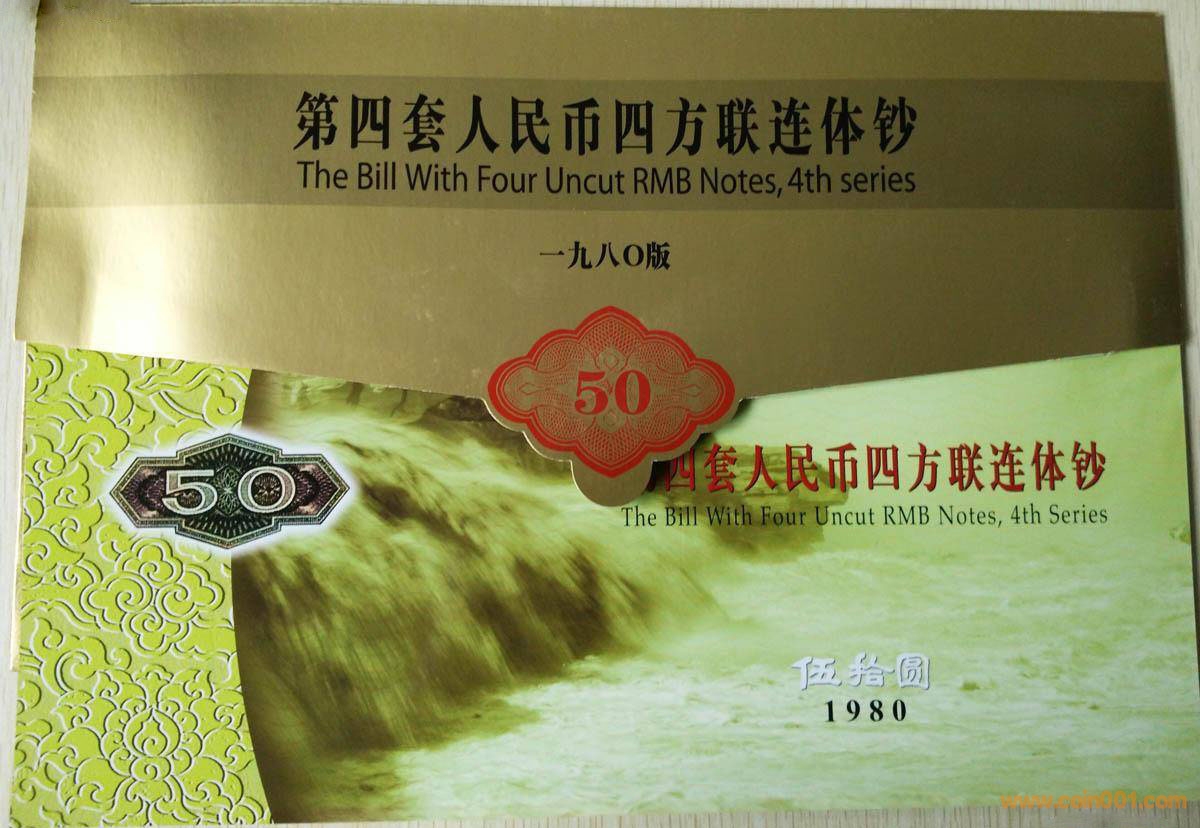 第四套人民币四方联连体钞
The Bill With Four Uncut RMB Notes, 4th series
一九八O版
50
50
四套人民币四方联连体钞
The Bill With Four Uncut RMB Notes, 4th Series
伍拾圆
1980
www.coin001.com